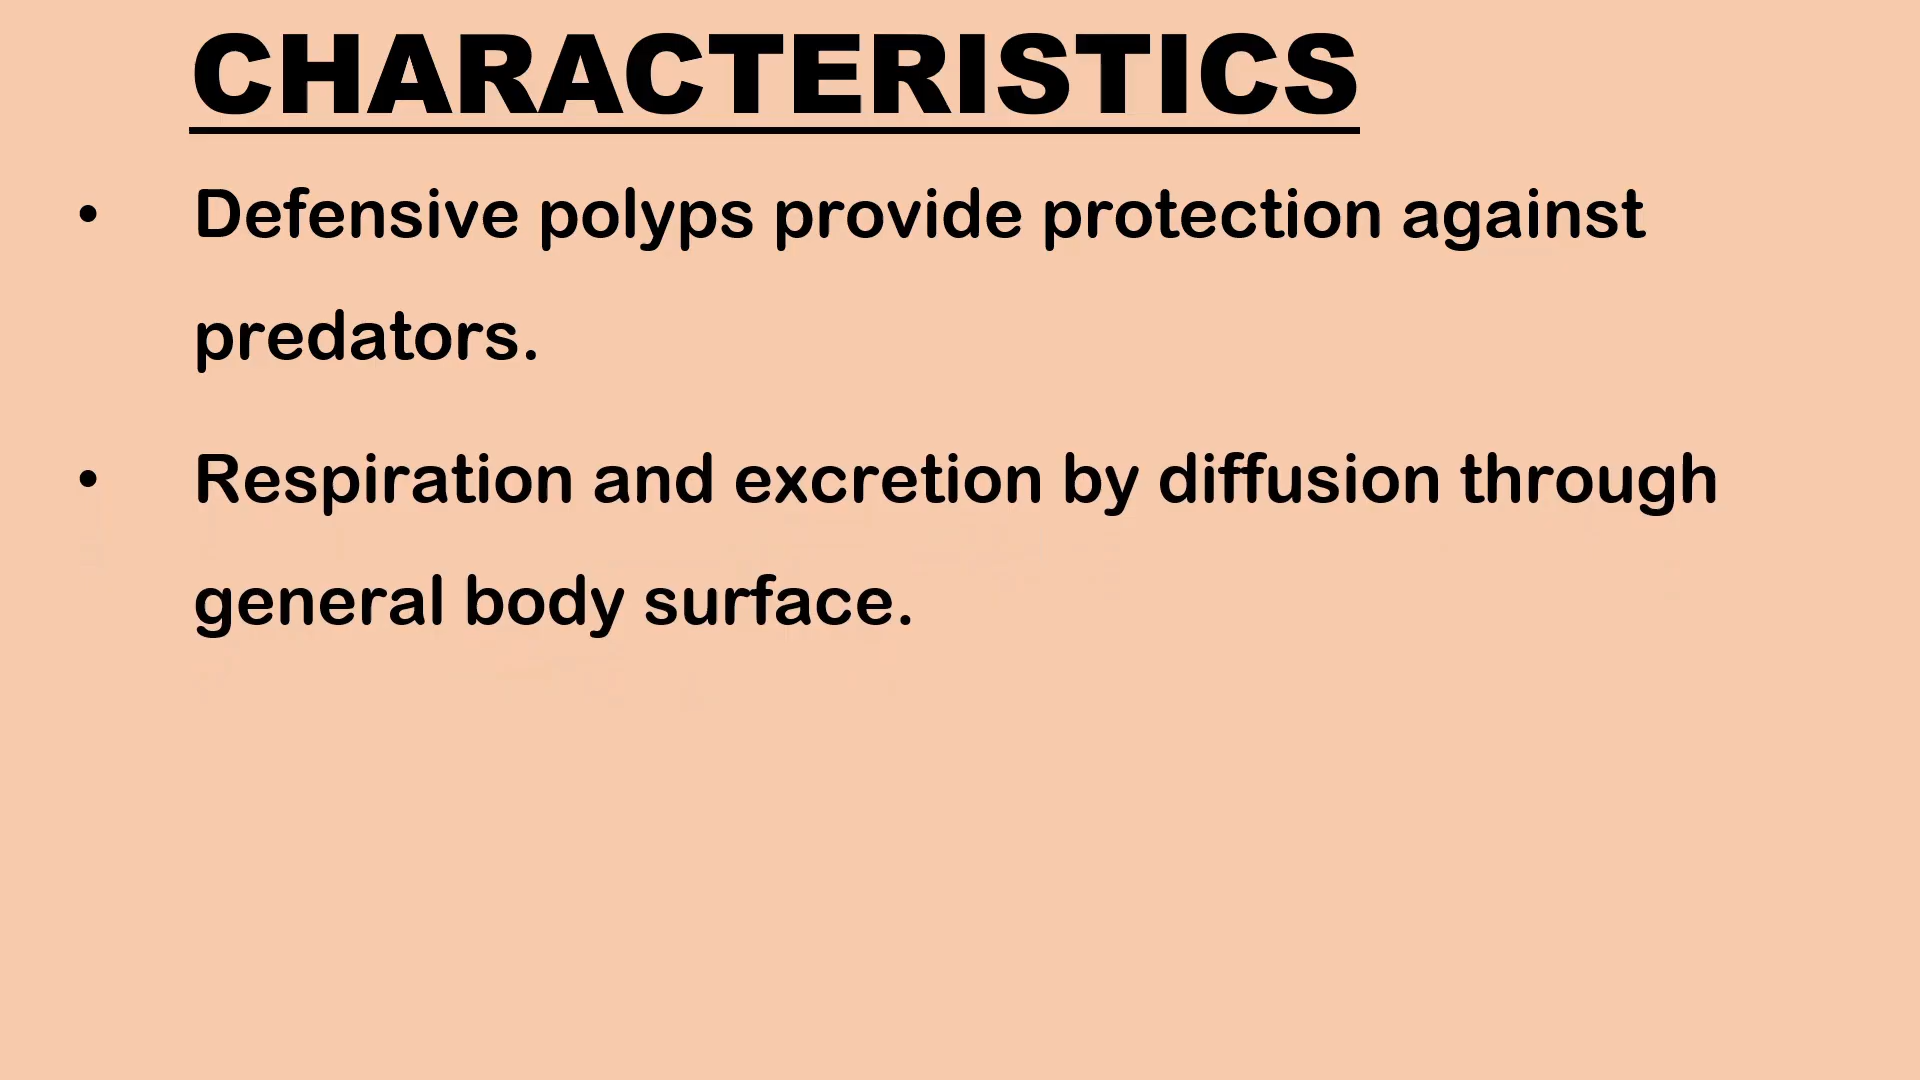 CHARACTERISTICS
• Defensive polyps provide protection against
predators.
• Respiration and excretion by diffusion through
general body surface.